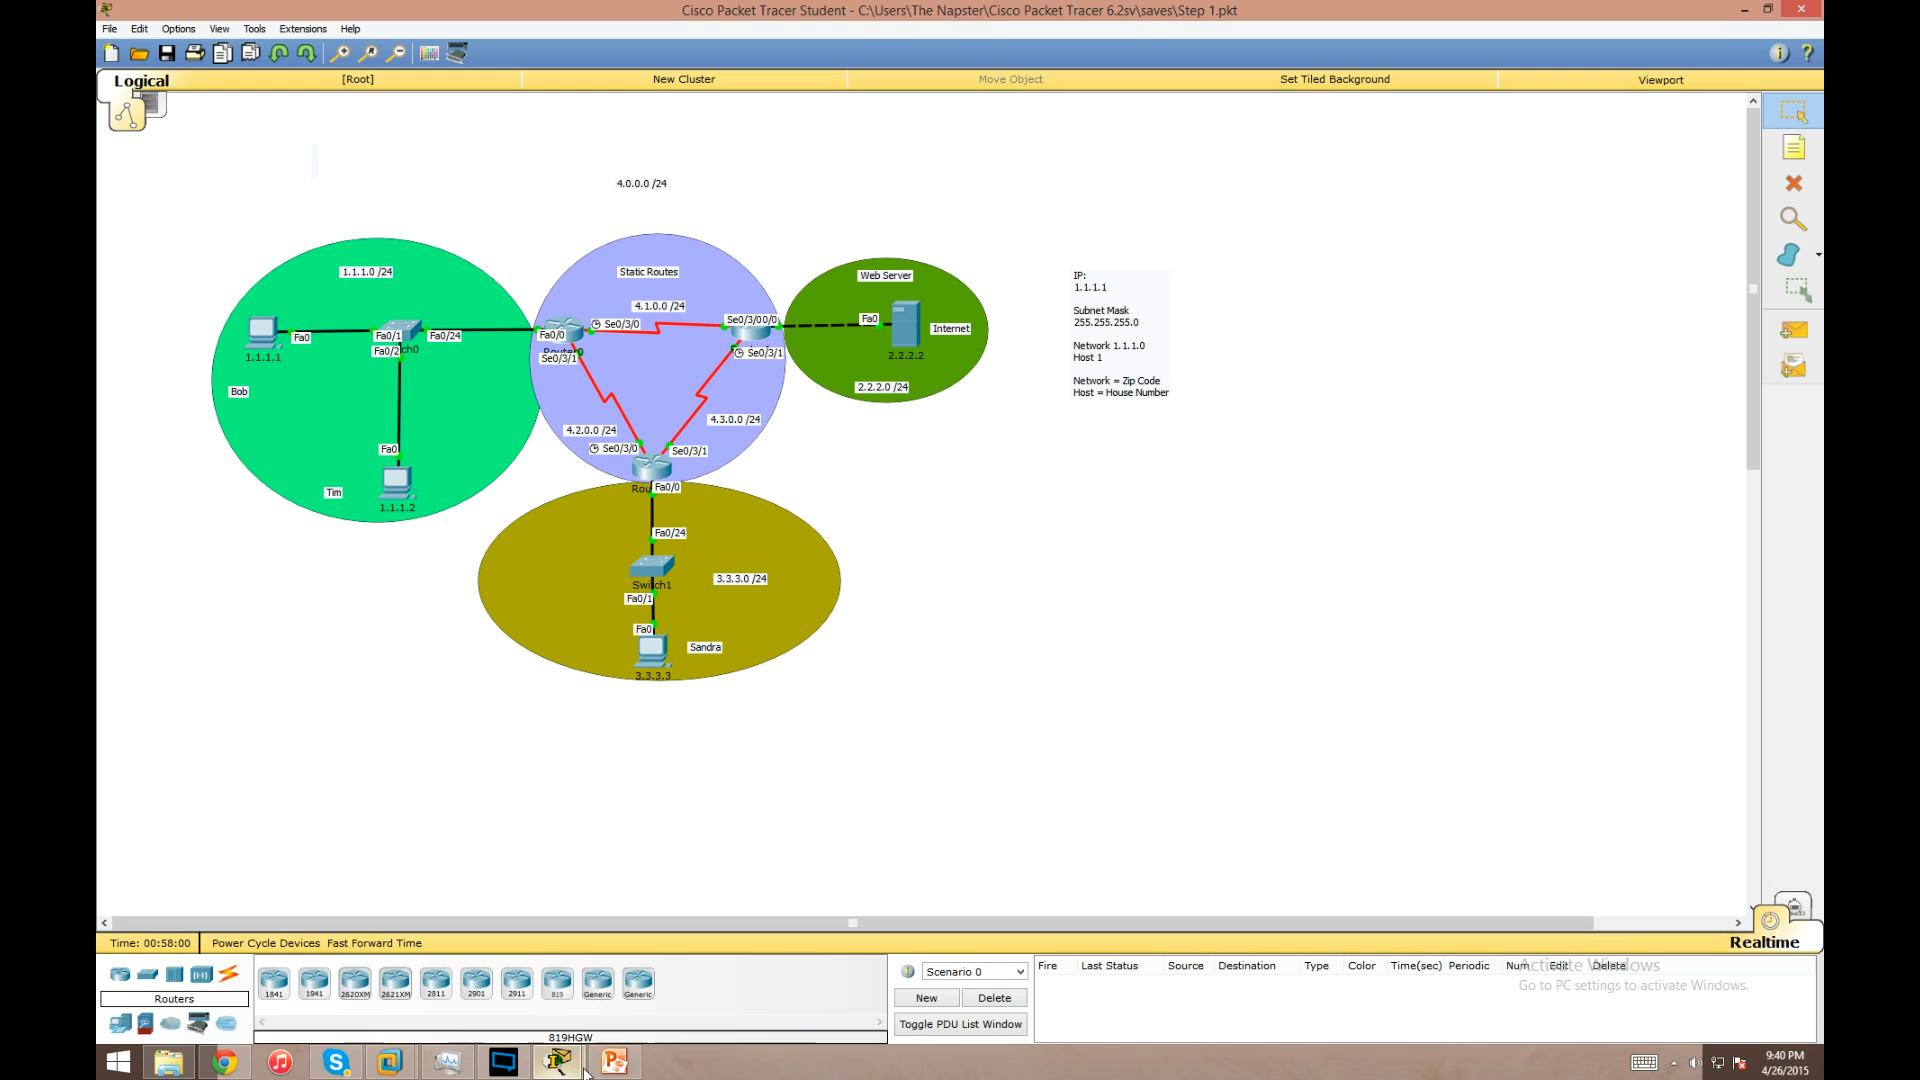 Cisco Packet Tracer Student - C:\Users\The Napster\Cisco Packet Tracer 6.2sv\saves\Step 1.pkt
File Edit Options View Tools Extensions Help
Logical [Root] New Cluster Move Object Set Tiled Background Viewport
4.0.0.0 /24
1.1.1.0 /24
Static Routes
Web Server
4.1.0.0 /24
Fa0
1.1.1.1
Fa0/1
Fa0/2
Fa0/24
Bob
Fa0
Tim
1.1.1.2
Fa0/0
Se0/3/0
Se0/3/1
Se0/3/0
Se0/3/1
4.2.0.0 /24
4.3.0.0 /24
Se0/3/0
Se0/3/1
Fa0
Internet
2.2.2.2
2.2.2.0 /24
Fa0/0
Fa0/24
Switch1
3.3.3.0 /24
Fa0/1
Fa0
Sandra
3.3.3.3
IP:
1.1.1.1
Subnet Mask
255.255.255.0
Network 1.1.1.0
Host 1
Network = Zip Code
Host = House Number
Realtime
Time: 00:58:00 Power Cycle Devices Fast Forward Time
Routers
1841 1941 2620XM 2621XM 2811 2901 2911 819 Generic Generic
819HGW
Scenario 0
New Delete
Toggle PDU List Window
Fire Last Status Source Destination Type Color Time(sec) Periodic Num Edit Delete
Activate Windows
Go to PC settings to activate Windows.
9:40 PM
4/26/2015